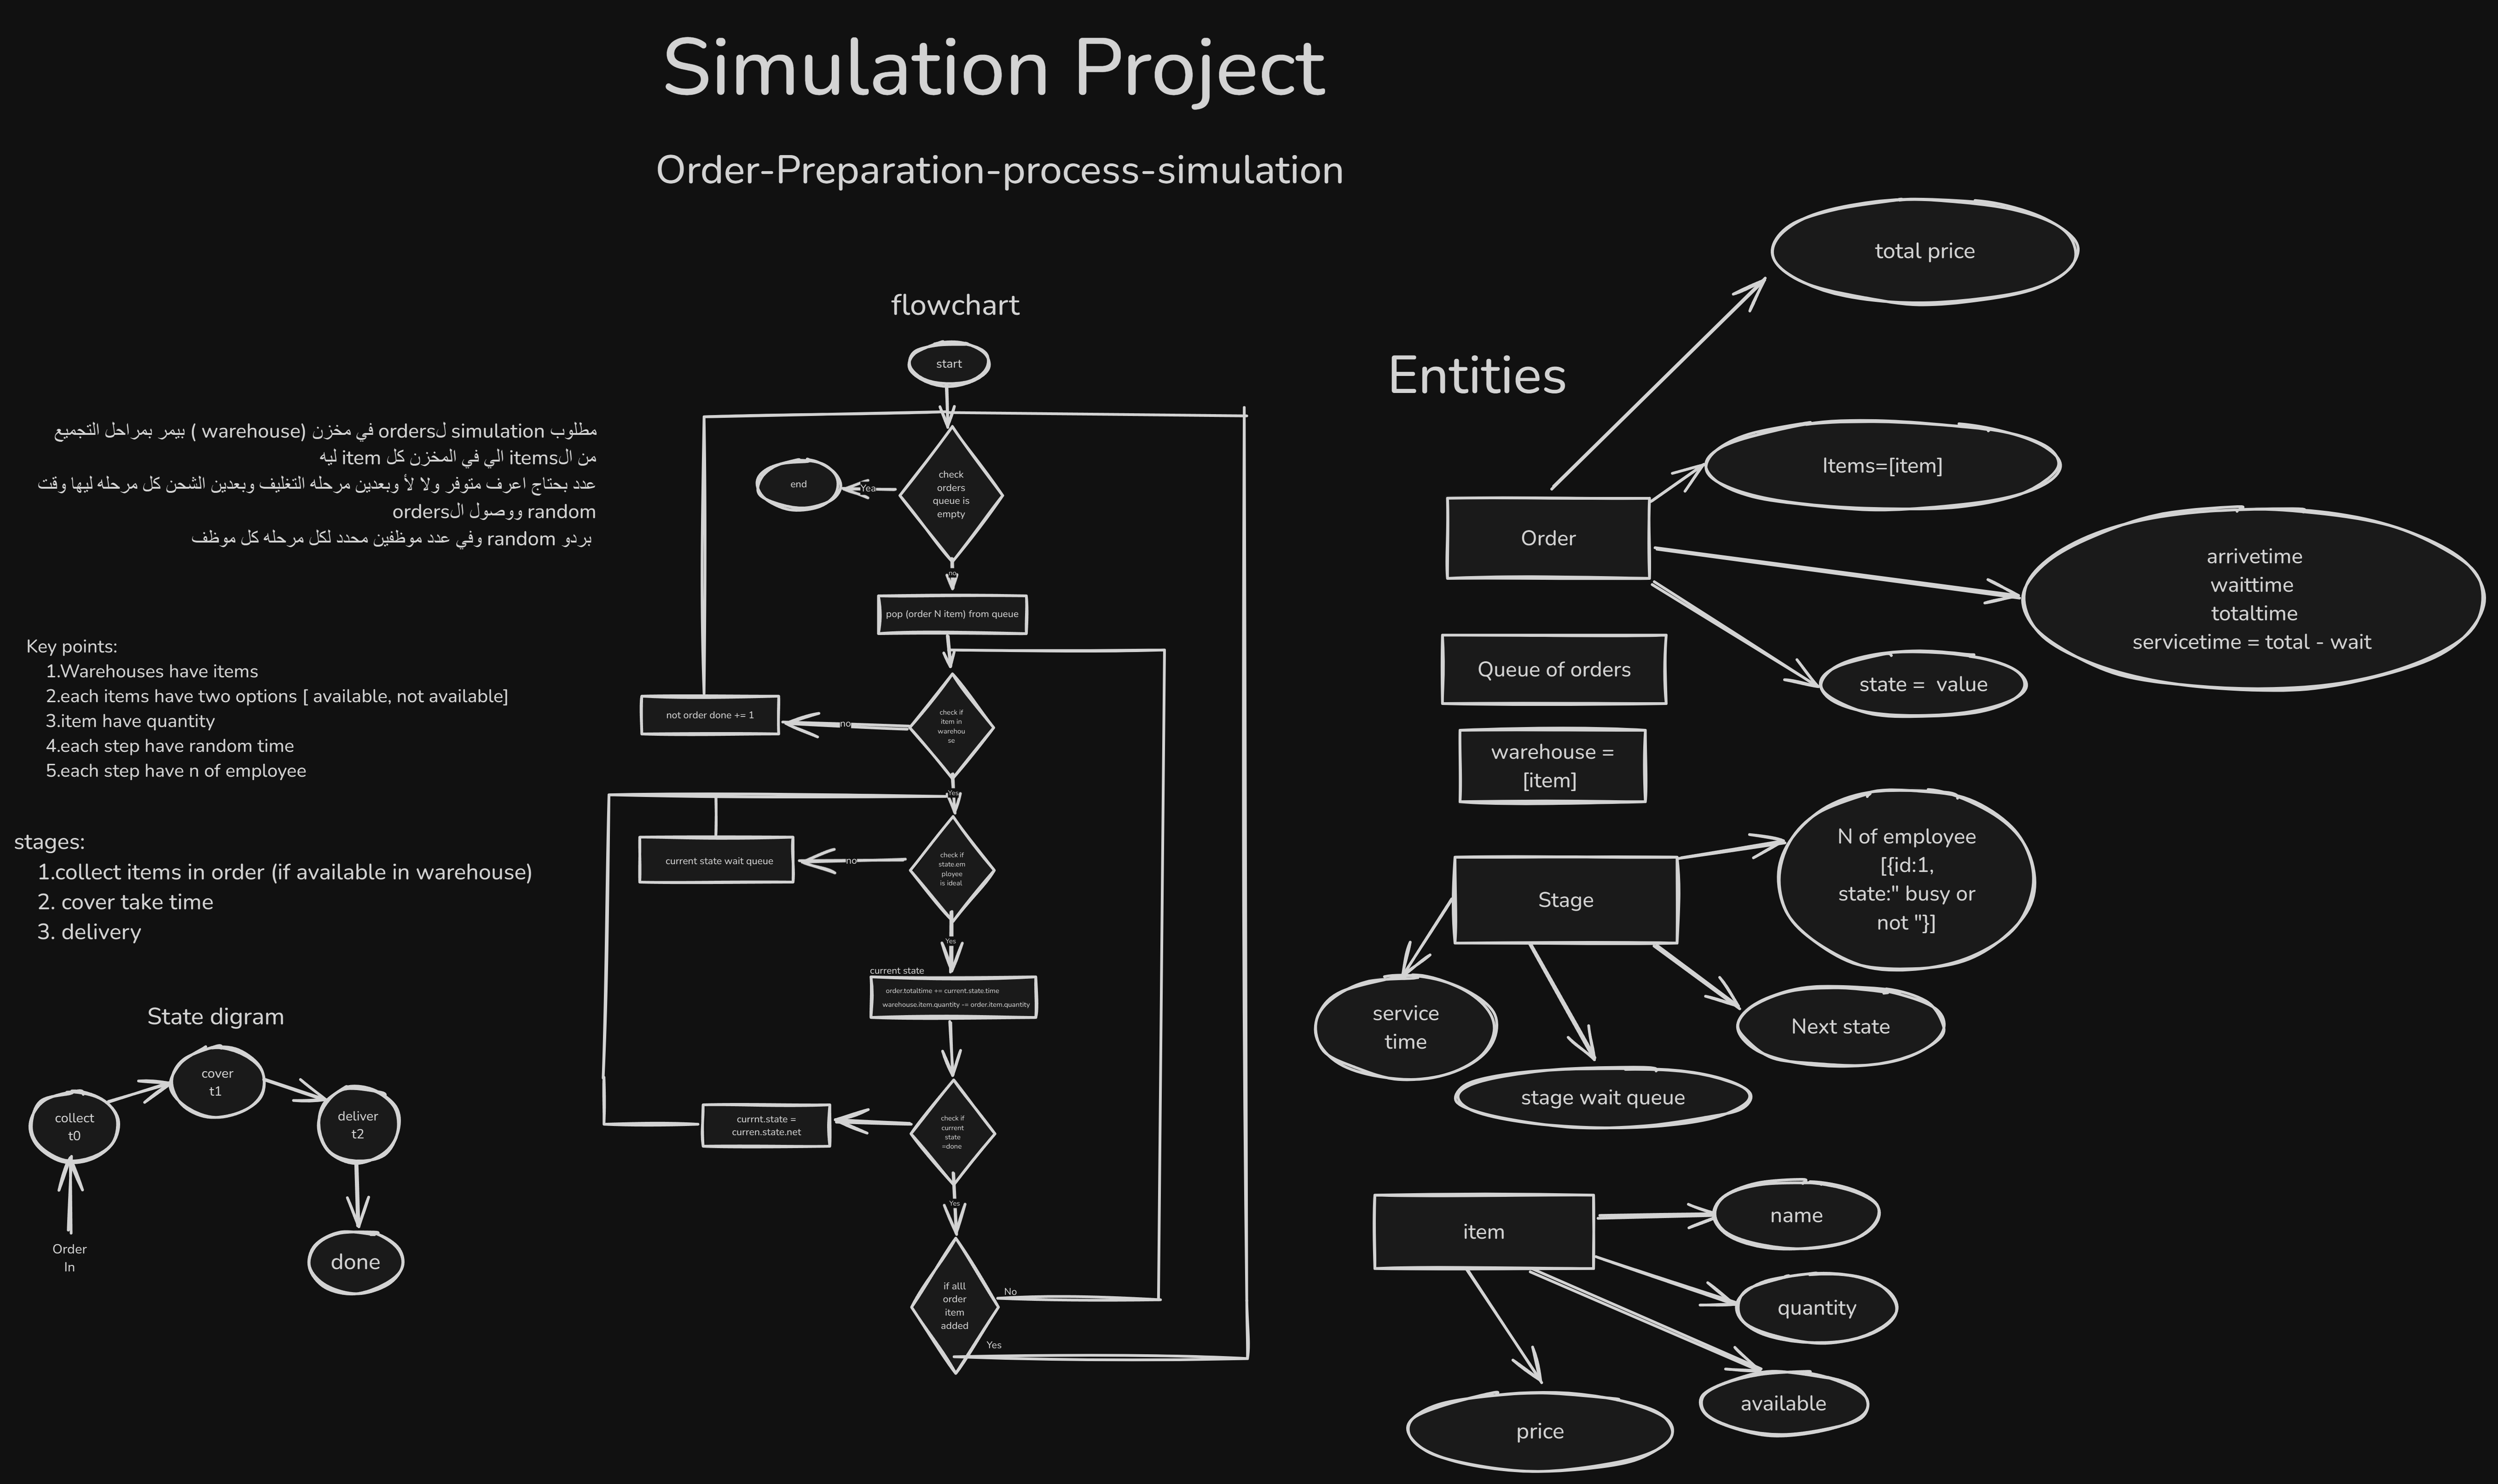 Simulation Project
Order-Preparation-process-simulation
مطلوب simulation لorders في مخزن (warehouse ) بيمر بمراحل التجميع
من الitems الي في المخزن كل item ليه
عدد بحتاج اعرف متوفر ولا لأ وبعدين مرحله التغليف وبعدين الشحن كل مرحله ليها وقت
random ووصول الorders
بردو random وفي عدد موظفين محدد لكل مرحله كل موظف
Key points:
1.Warehouses have items
2.each items have two options [ available, not available]
3.item have quantity
4.each step have random time
5.each step have n of employee
stages:
1.collect items in order (if available in warehouse)
2. cover take time
3. delivery
State digram
collect
t0
cover
t1
deliver
t2
done
Order
In
flowchart
start
check
orders
queue is
empty
Yea
end
no
pop (order N item) from queue
check if
item in
warehou
se
no
not order done += 1
Yes
check if
state.em
ployee
is ideal
no
current state wait queue
Yes
current state
order.totaltime += current.state.time
warehouse.item.quantity -= order.item.quantity
check if
current
state
=done
currnt.state =
curren.state.net
Yes
if alll
order
item
added
No
Yes
Entities
Order
total price
Items=[item]
arrivetime
waittime
totaltime
servicetime = total - wait
state =  value
Queue of orders
warehouse =
[item]
Stage
N of employee
[{id:1,
state:" busy or
not "}]
service
time
stage wait queue
Next state
item
name
quantity
available
price